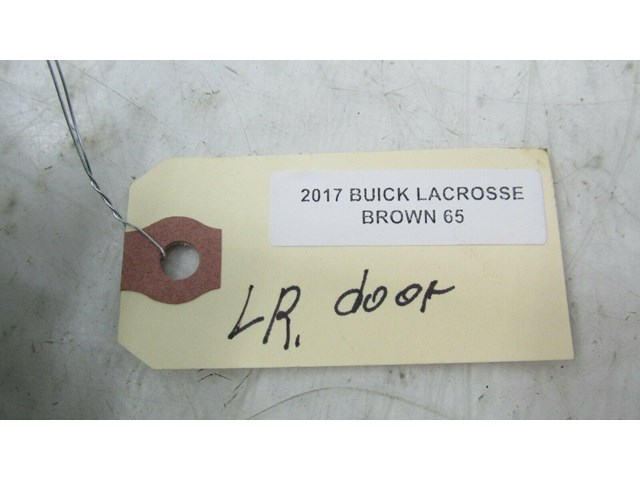 2017 BUICK LACROSSE
BROWN 65
LR. door